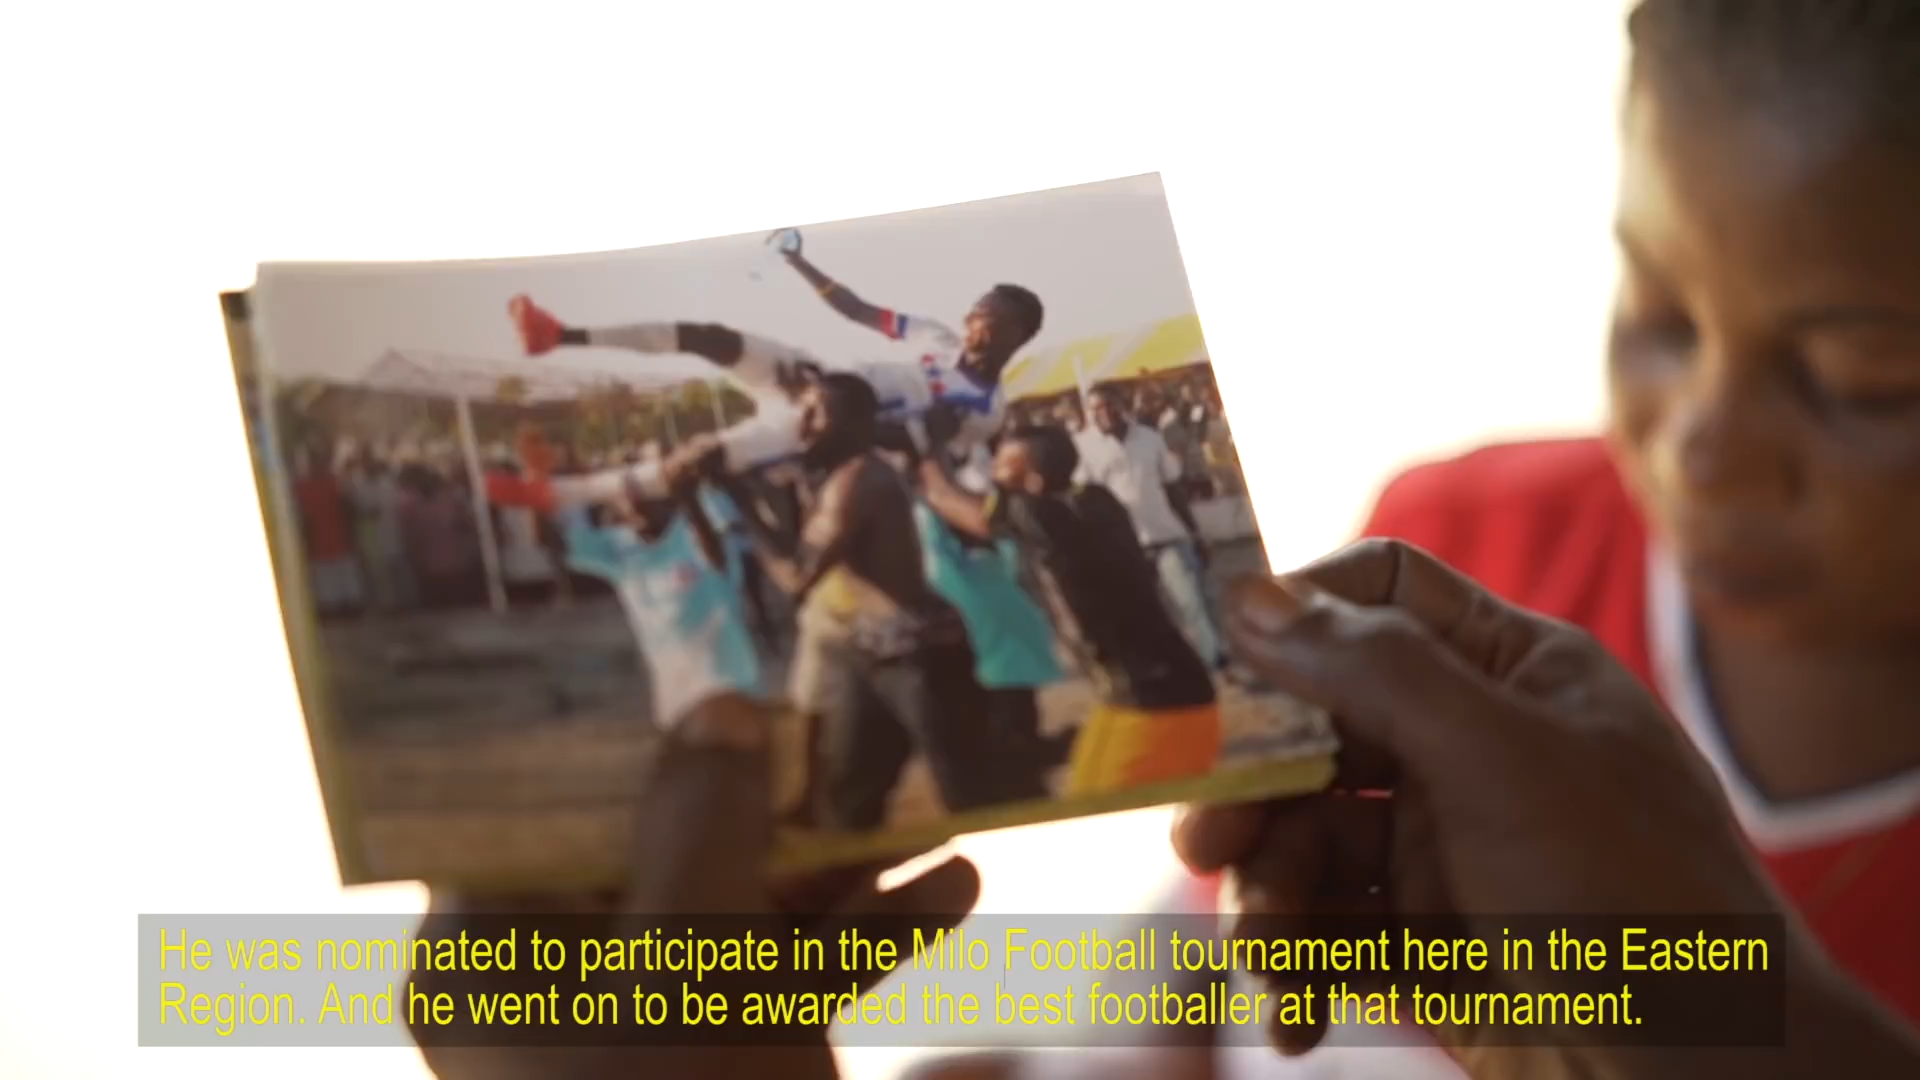 He was nominated to participate in the Milo Football tournament here in the Eastern
Region. And he went on to be awarded the best footballer at that tournament.